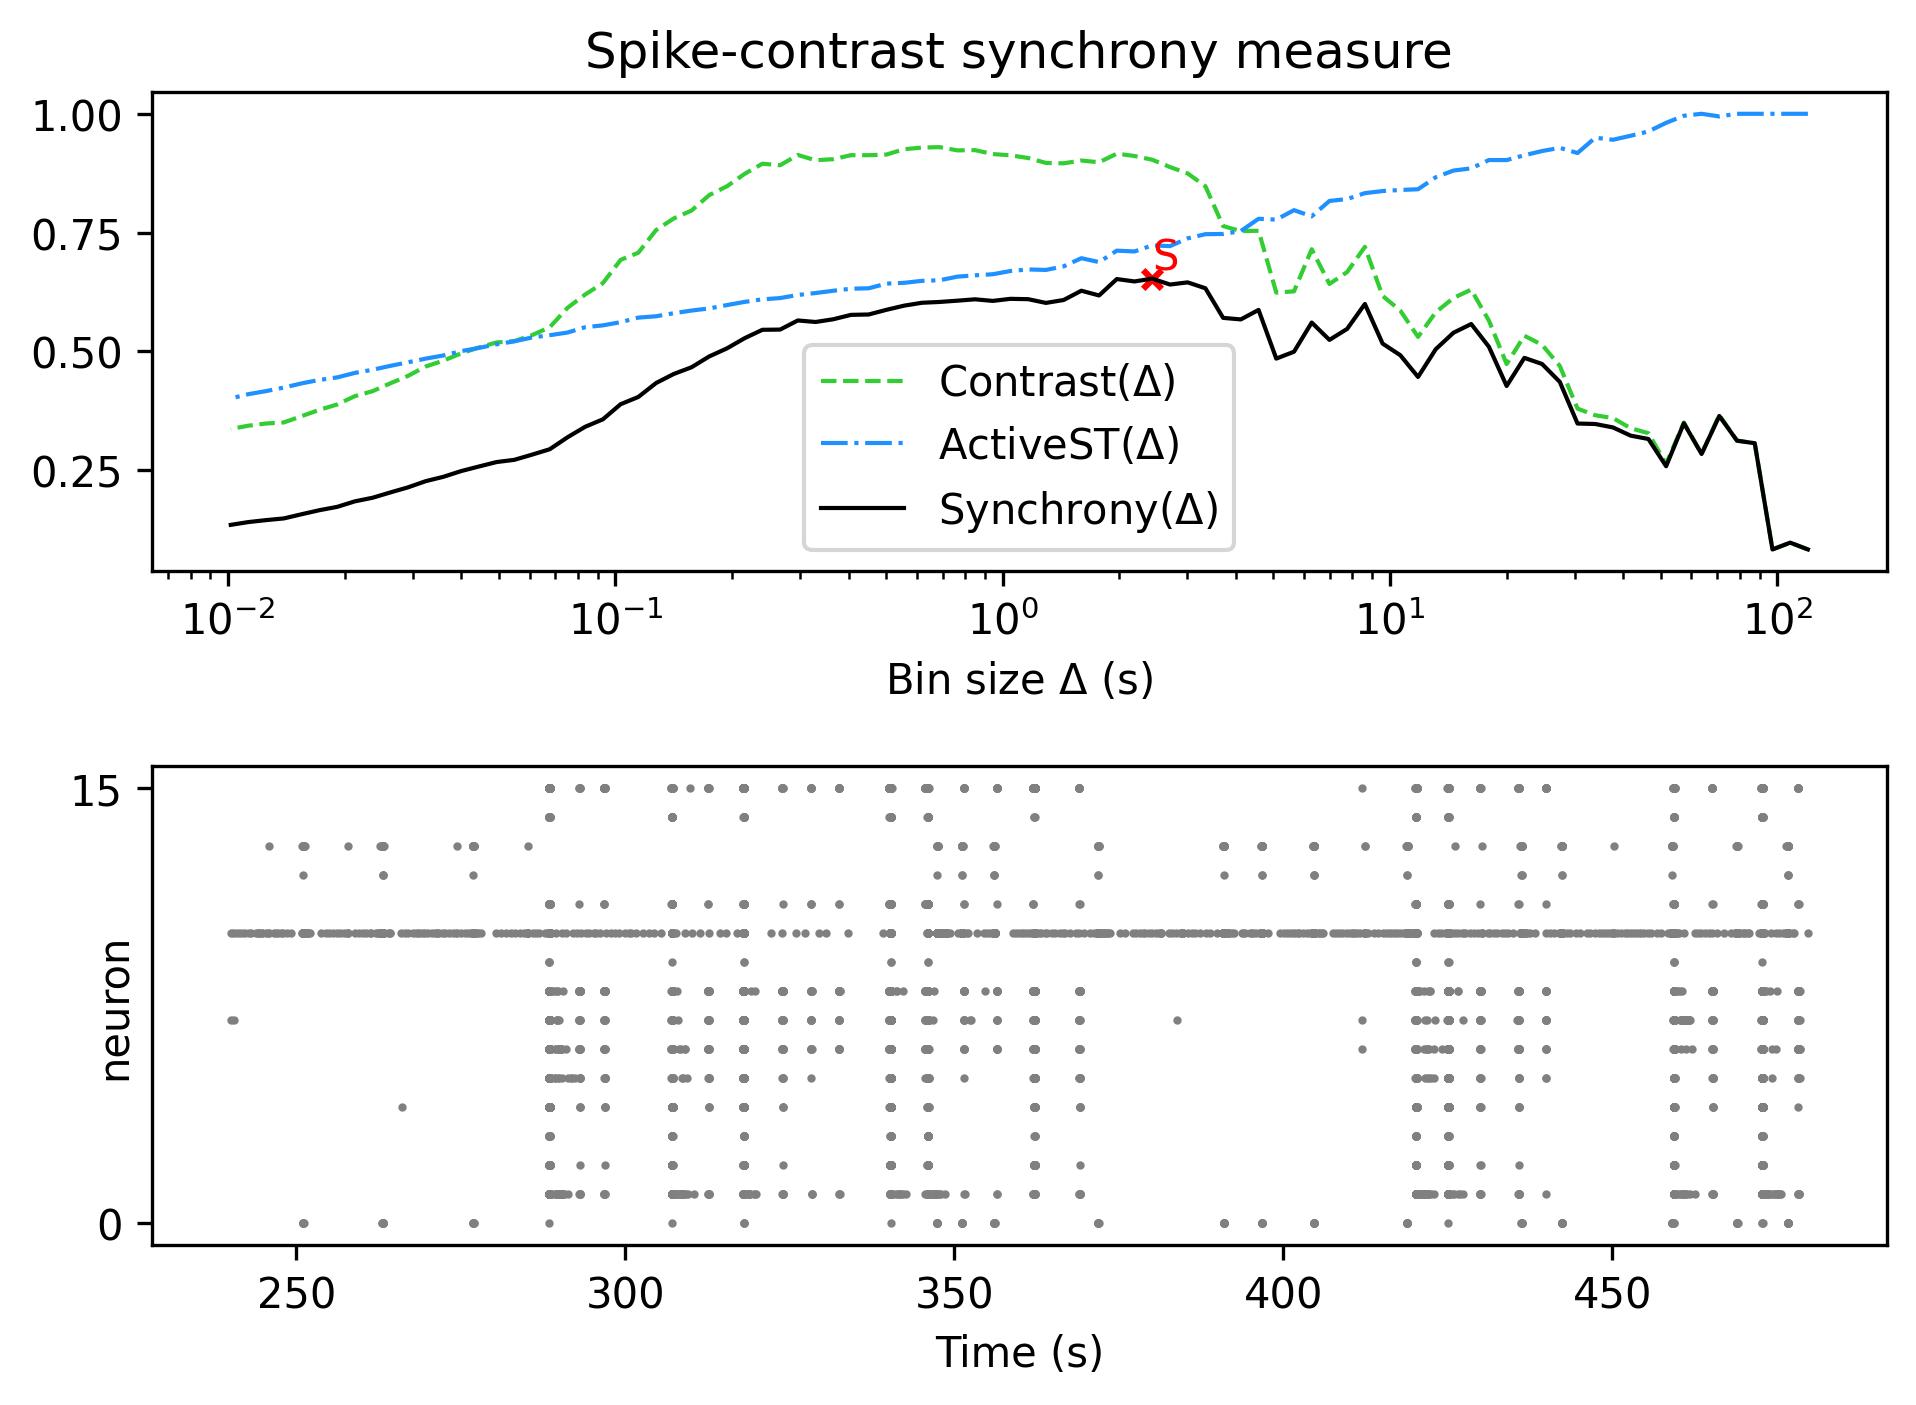 Spike-contrast synchrony measure
1.00
0.75
0.50
0.25
S
Contrast(Δ)
ActiveST(Δ)
Synchrony(Δ)
10⁻² 10⁻¹ 10⁰ 10¹ 10²
Bin size Δ (s)
15
neuron
0
250 300 350 400 450
Time (s)